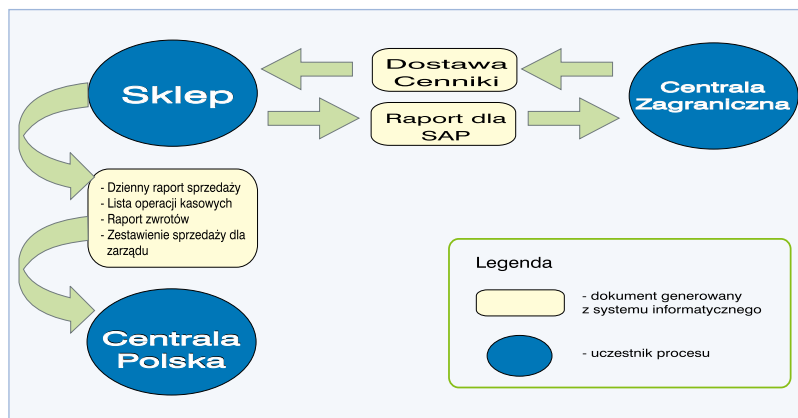 Sklep
Dostawa
Cenniki
Centrala
Zagraniczna
Raport dla
SAP
- Dzienny raport sprzedaży
- Lista operacji kasowych
- Raport zwrotów
- Zestawienie sprzedaży dla
zarządu
Centrala
Polska
Legenda
- dokument generowany
z systemu informatycznego
- uczestnik procesu